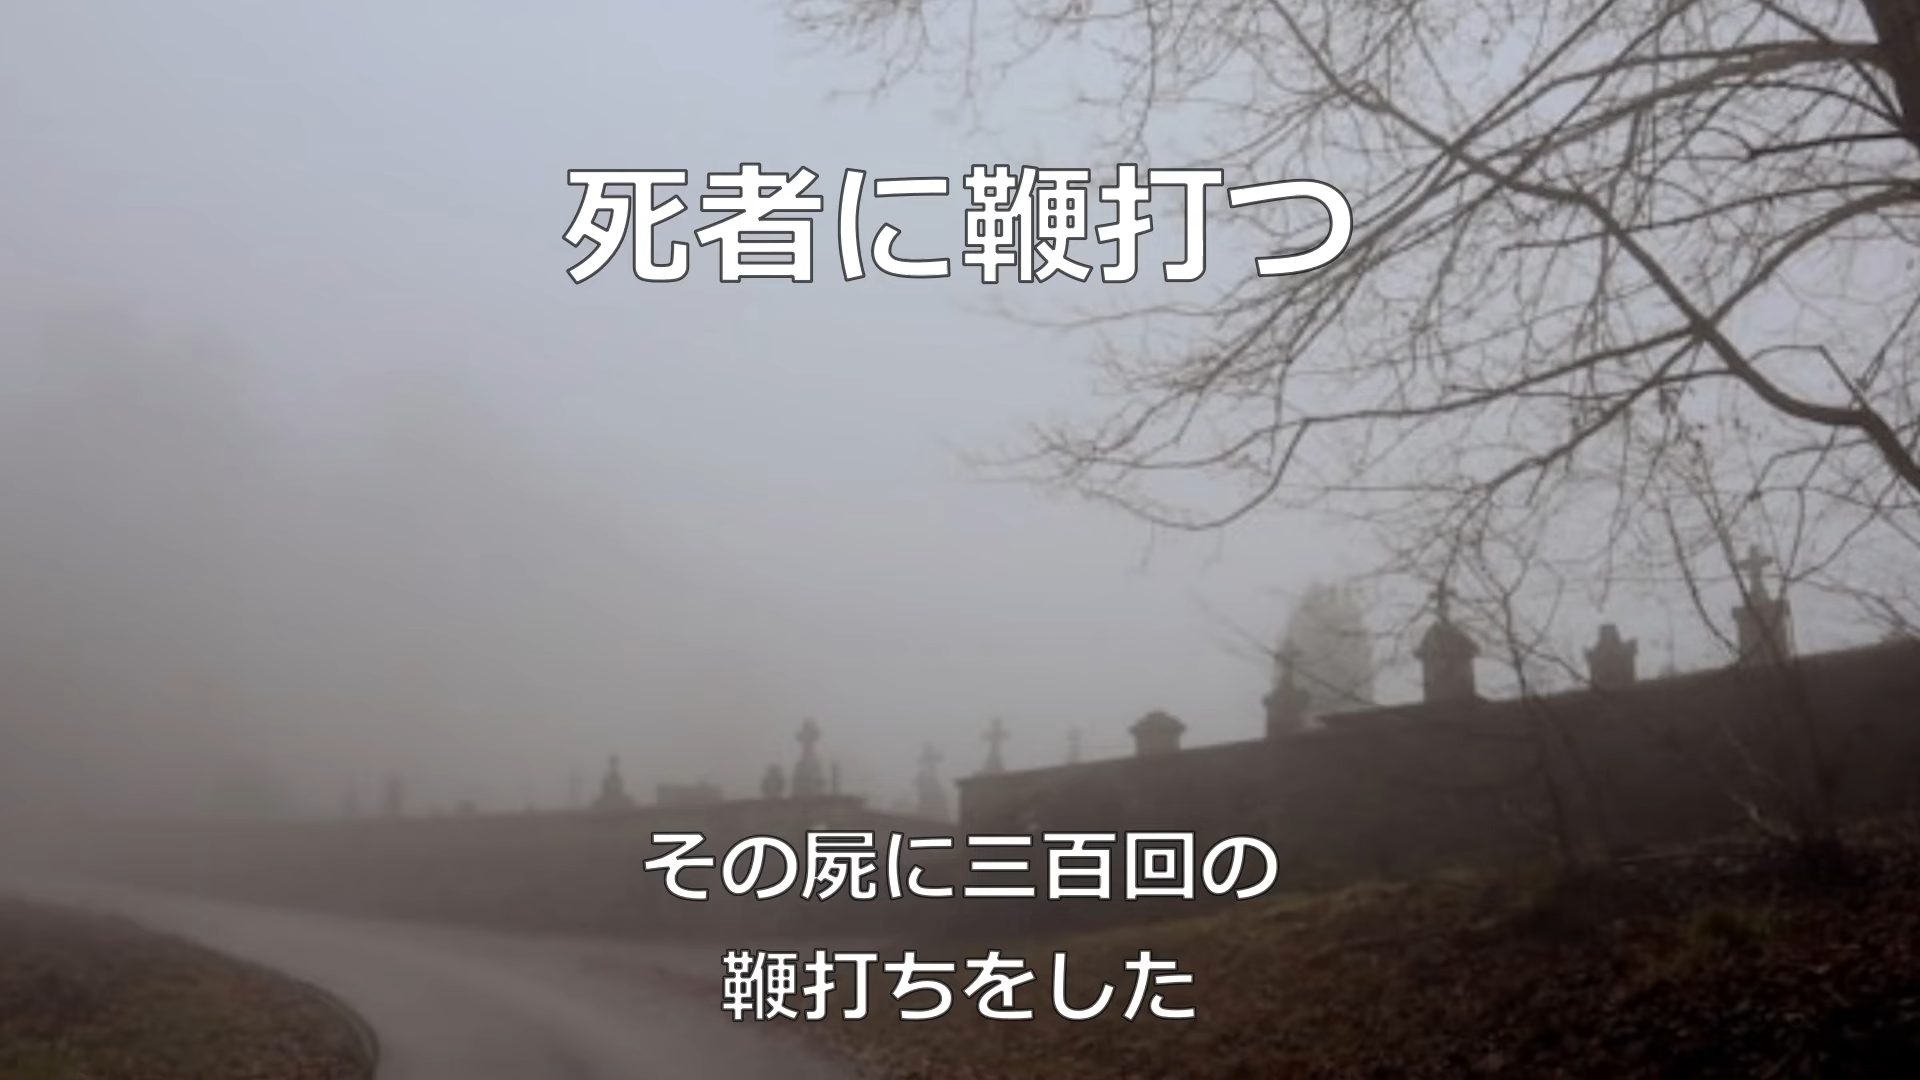 死者に鞭打つ
その屍に三百回の
鞭打ちをした